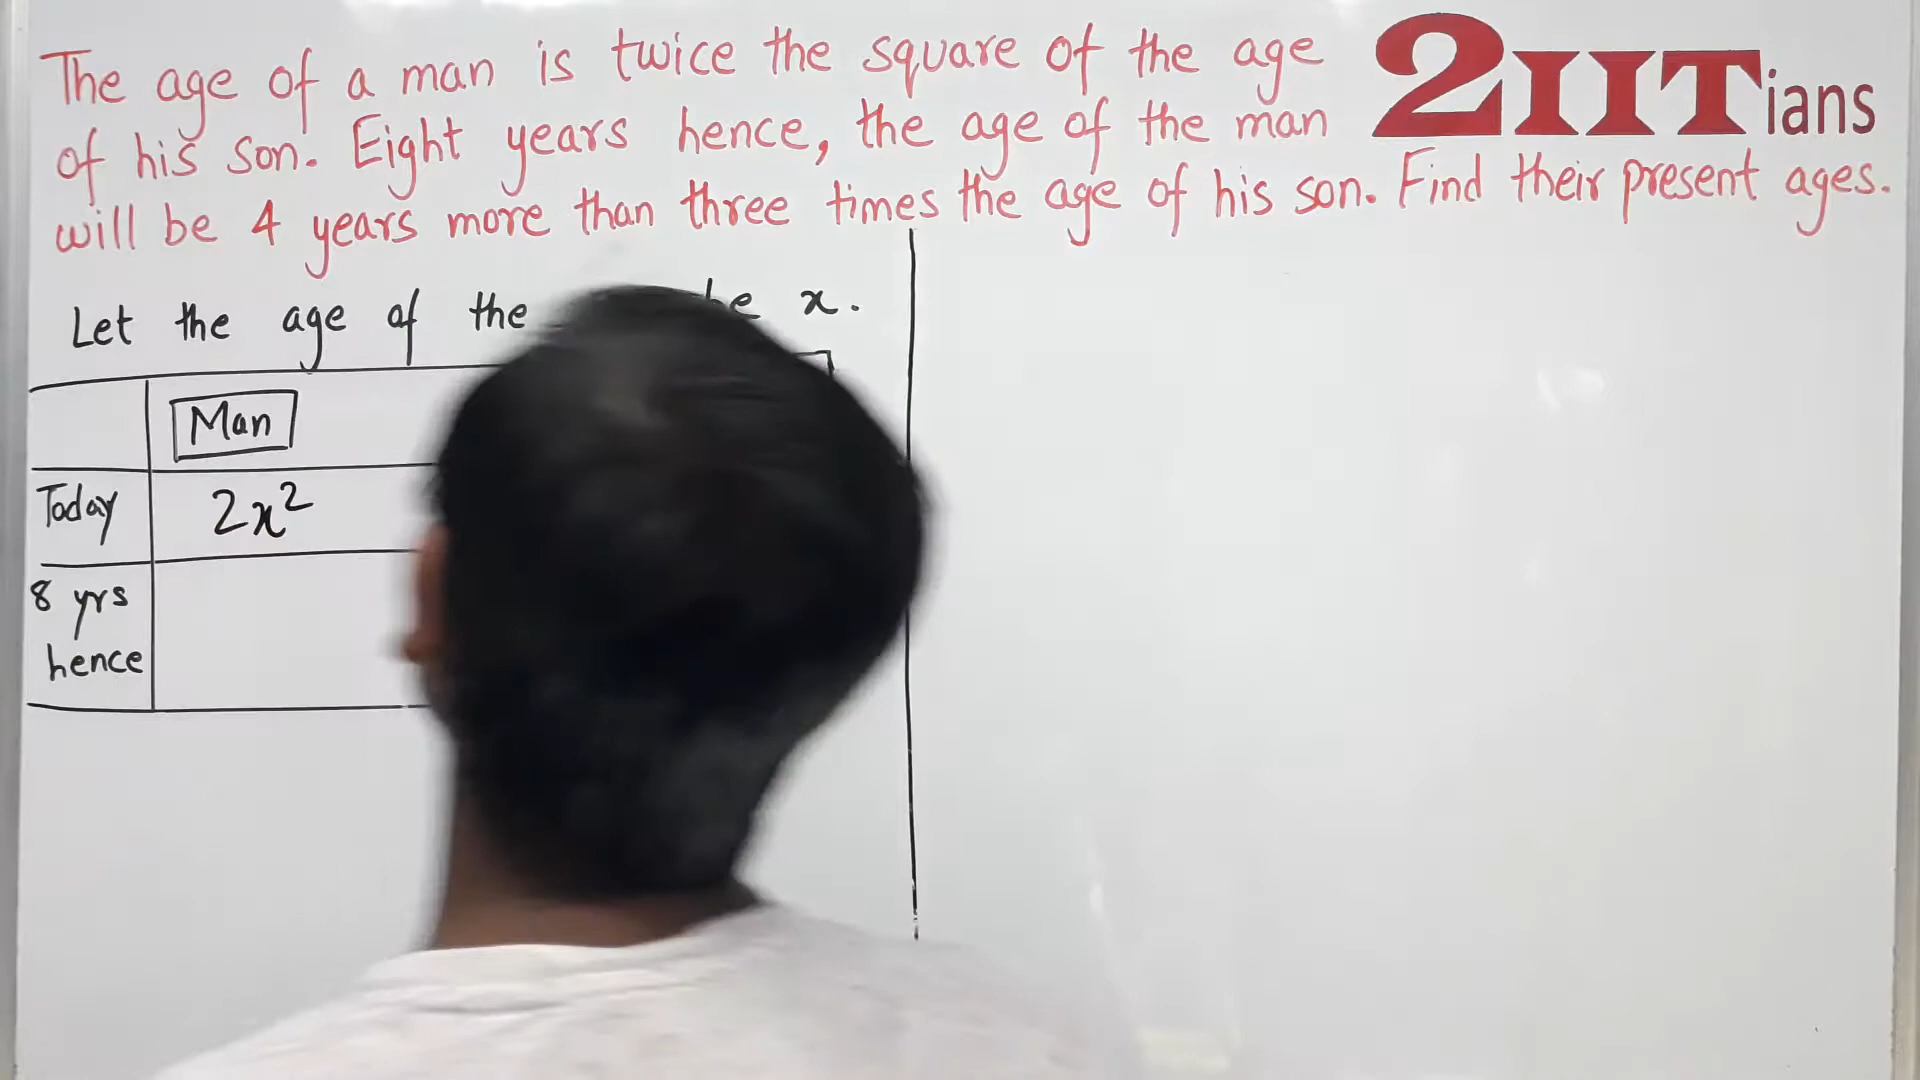 The age of a man is twice the square of the age
of his son. Eight years hence, the age of the man
will be 4 years more than three times the age of his son. Find their present ages.
2IITians
Let the age of the x.
Man
Today 2x²
8 yrs
hence